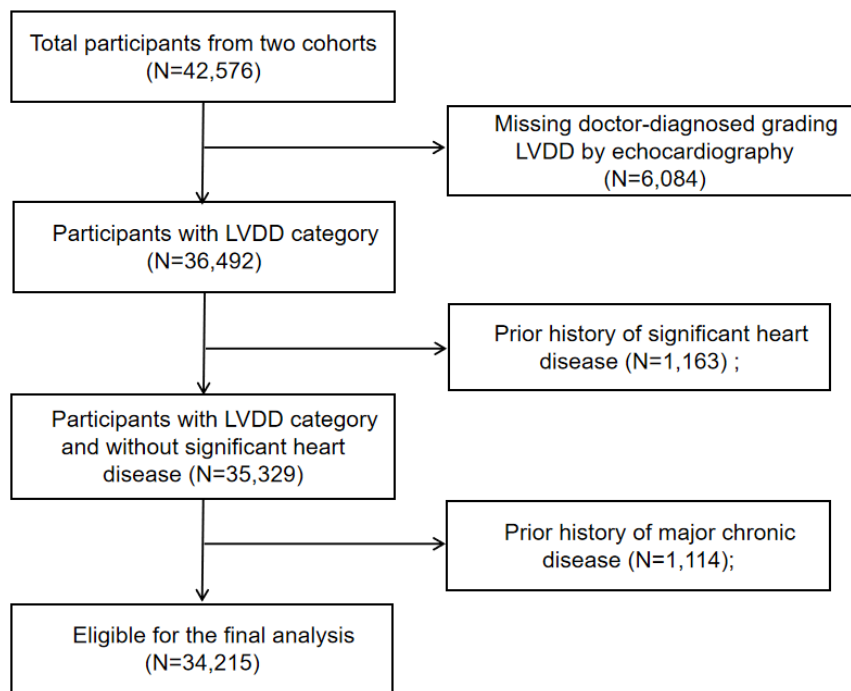 Total participants from two cohorts
(N=42,576)
Missing doctor-diagnosed grading
LVDD by echocardiography
(N=6,084)
Participants with LVDD category
(N=36,492)
Prior history of significant heart
disease (N=1,163) ;
Participants with LVDD category
and without significant heart
disease (N=35,329)
Prior history of major chronic
disease (N=1,114);
Eligible for the final analysis
(N=34,215)